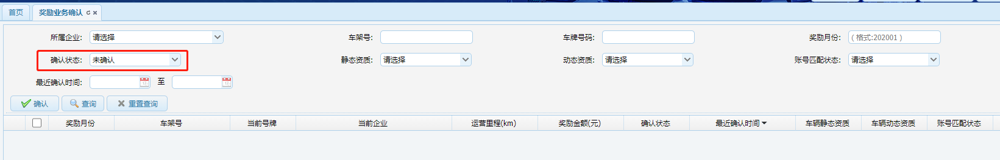 首页 奖励业务确认
所属企业: 请选择 车架号: 车牌号码: 奖励月份: ( 格式:202001 )
确认状态: 未确认 静态资质: 请选择 动态资质: 请选择 账号匹配状态: 请选择
最近确认时间: 至
确认 查询 重置查询
奖励月份 车架号 当前号牌 当前企业 运营里程(km) 奖励金额(元) 确认状态 最近确认时间 车辆静态资质 车辆动态资质 账号匹配状态